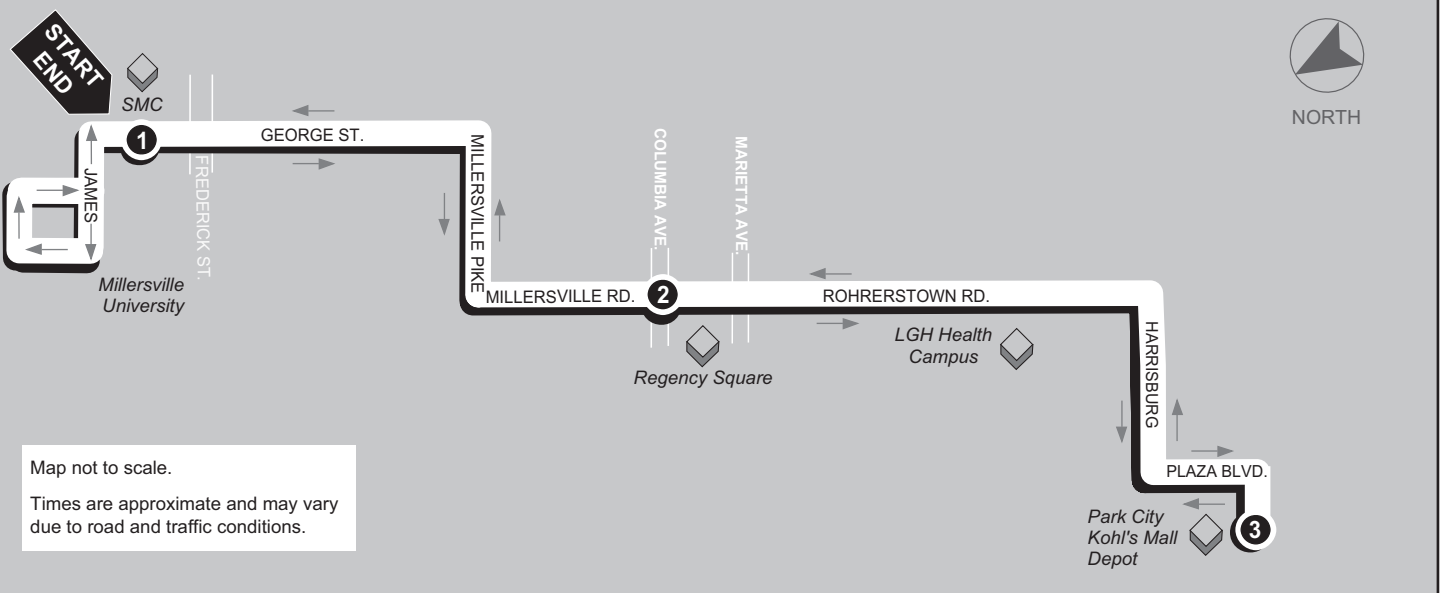 START
END
SMC
1
GEORGE ST.
FREDERICK ST.
JAMES
Millersville
University
MILLERSVILLE PIKE
MILLERSVILLE RD.
COLUMBIA AVE.
2
MARIETTA AVE.
Regency Square
ROHRERSTOWN RD.
LGH Health
Campus
HARRISBURG
PLAZA BLVD.
Park City
Kohl's Mall
Depot
3
NORTH
Map not to scale.
Times are approximate and may vary
due to road and traffic conditions.